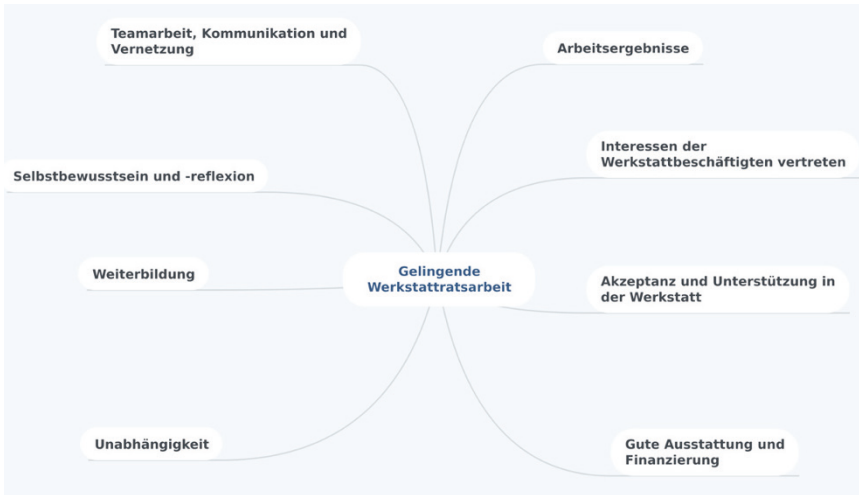 Teamarbeit, Kommunikation und
Vernetzung
Arbeitsergebnisse
Interessen der
Werkstattbeschäftigten vertreten
Selbstbewusstsein und -reflexion
Weiterbildung
Gelingende
Werkstattratsarbeit
Akzeptanz und Unterstützung in
der Werkstatt
Unabhängigkeit
Gute Ausstattung und
Finanzierung